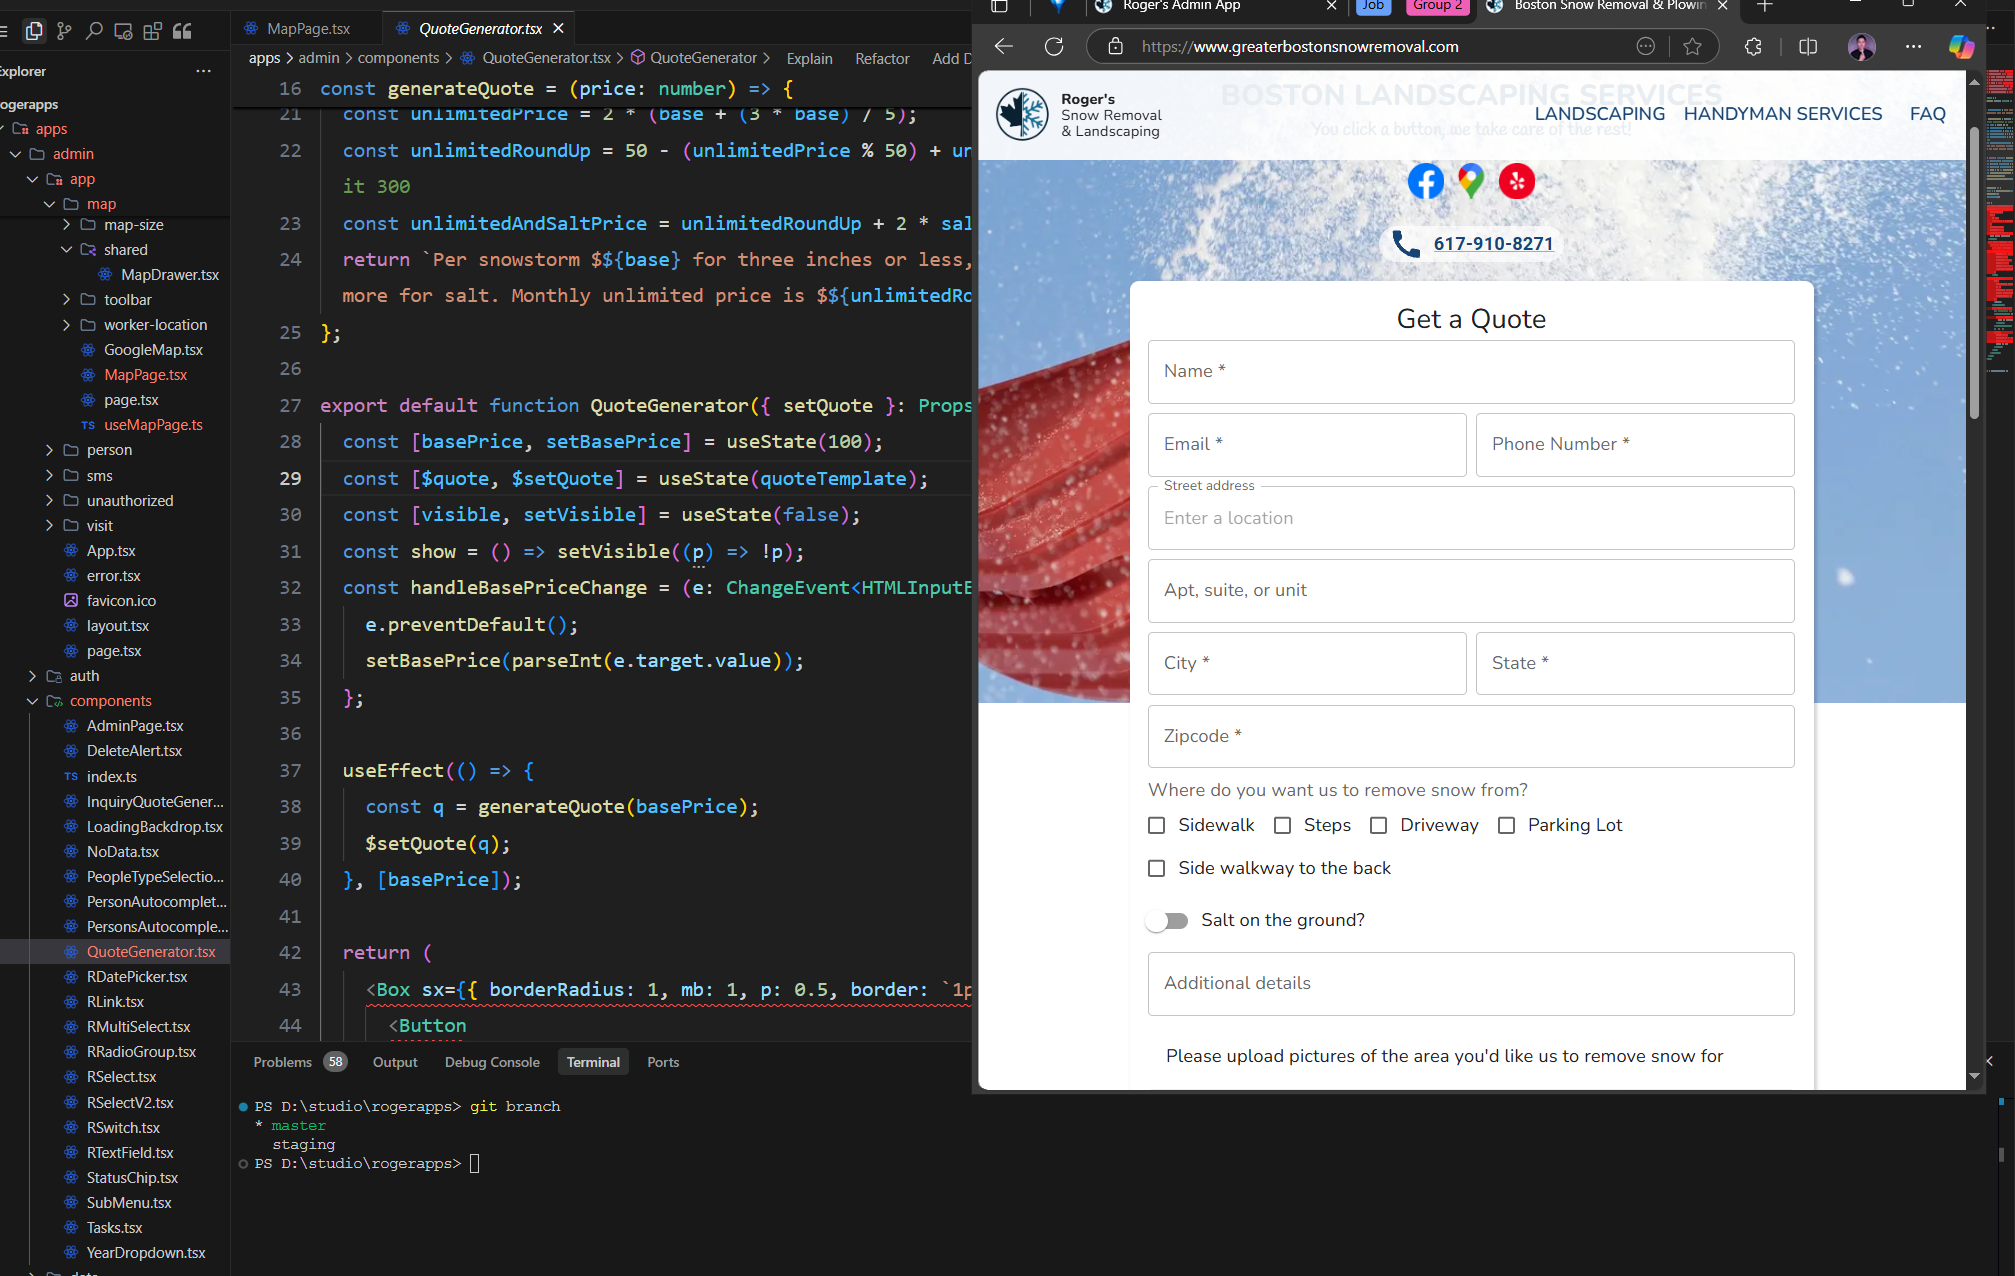 MapPage.tsx
QuoteGenerator.tsx
Explorer
rogerapps
apps
admin
app
map
map-size
shared
MapDrawer.tsx
toolbar
worker-location
GoogleMap.tsx
MapPage.tsx
page.tsx
TS useMapPage.ts
person
sms
unauthorized
visit
App.tsx
error.tsx
favicon.ico
layout.tsx
page.tsx
auth
components
AdminPage.tsx
DeleteAlert.tsx
TS index.ts
InquiryQuoteGener...
LoadingBackdrop.tsx
NoData.tsx
PeopleTypeSelectio...
PersonAutocomplet...
PersonsAutocomple...
QuoteGenerator.tsx
RDatePicker.tsx
RLink.tsx
RMultiSelect.tsx
RRadioGroup.tsx
RSelect.tsx
RSelectV2.tsx
RSwitch.tsx
RTextField.tsx
StatusChip.tsx
SubMenu.tsx
Tasks.tsx
YearDropdown.tsx
apps > admin > components > QuoteGenerator.tsx > QuoteGenerator > Explain Refactor Add D
16 const generateQuote = (price: number) => {
21 const unlimitedPrice = 2 * (base + (3 * base) / 5);
22 const unlimitedRoundUp = 50 - (unlimitedPrice % 50) + un
it 300
23 const unlimitedAndSaltPrice = unlimitedRoundUp + 2 * sal
24 return `Per snowstorm $${base} for three inches or less,
more for salt. Monthly unlimited price is $${unlimitedRo
25 };
26
27 export default function QuoteGenerator({ setQuote }: Props
28 const [basePrice, setBasePrice] = useState(100);
29 const [$quote, $setQuote] = useState(quoteTemplate);
30 const [visible, setVisible] = useState(false);
31 const show = () => setVisible((p) => !p);
32 const handleBasePriceChange = (e: ChangeEvent<HTMLInputE
33 e.preventDefault();
34 setBasePrice(parseInt(e.target.value));
35 };
36
37 useEffect(() => {
38 const q = generateQuote(basePrice);
39 $setQuote(q);
40 }, [basePrice]);
41
42 return (
43 <Box sx={{ borderRadius: 1, mb: 1, p: 0.5, border: `1p
44 <Button
Problems 58 Output Debug Console Terminal Ports
PS D:\studio\rogerapps> git branch
* master
staging
PS D:\studio\rogerapps>
Roger's Admin App
Job
Group 2
Boston Snow Removal & Plowin
https://www.greaterbostonsnowremoval.com
Roger's
Snow Removal
& Landscaping
BOSTON LANDSCAPING SERVICES
You click a button, we take care of the rest!
LANDSCAPING HANDYMAN SERVICES FAQ
617-910-8271
Get a Quote
Name *
Email *
Phone Number *
Street address
Enter a location
Apt, suite, or unit
City *
State *
Zipcode *
Where do you want us to remove snow from?
Sidewalk Steps Driveway Parking Lot
Side walkway to the back
Salt on the ground?
Additional details
Please upload pictures of the area you'd like us to remove snow for